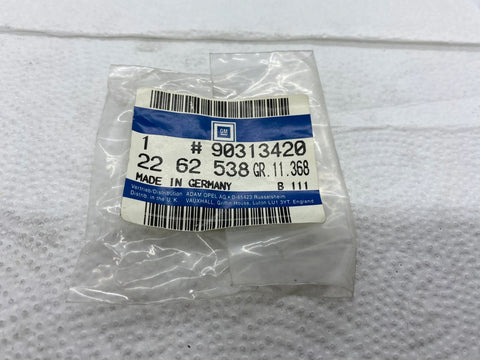 GM
1 # 90313420
22 62 538 GR.11.368
MADE IN GERMANY B 111
Vertrieb/Distribution: ADAM OPEL AG • D-65423 Rüsselsheim
Distrib. in the U.K. VAUXHALL, Griffin House, Luton LU1 3YT, England